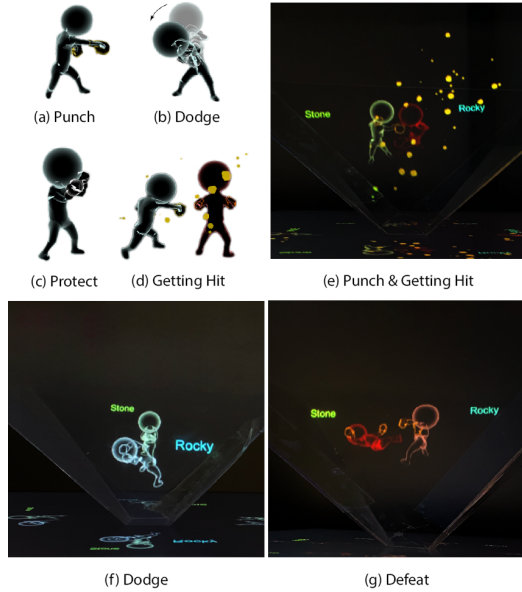 (a) Punch
(b) Dodge
(c) Protect
(d) Getting Hit
Stone
Rocky
(e) Punch & Getting Hit
Stone
Rocky
(f) Dodge
Stone
Rocky
(g) Defeat